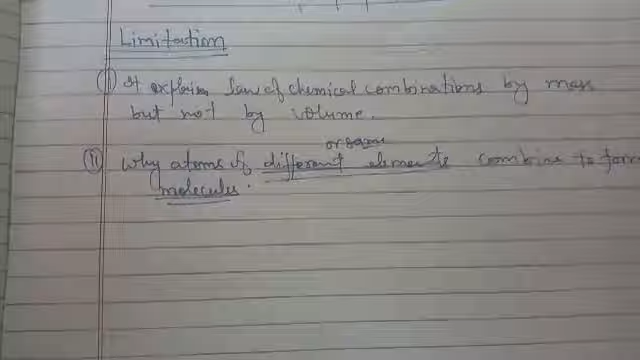 Limitation
(i) It explain law of chemical combinations by mass
but not by volume.
or same
(ii) Why atoms of different elements combine to form
molecules.